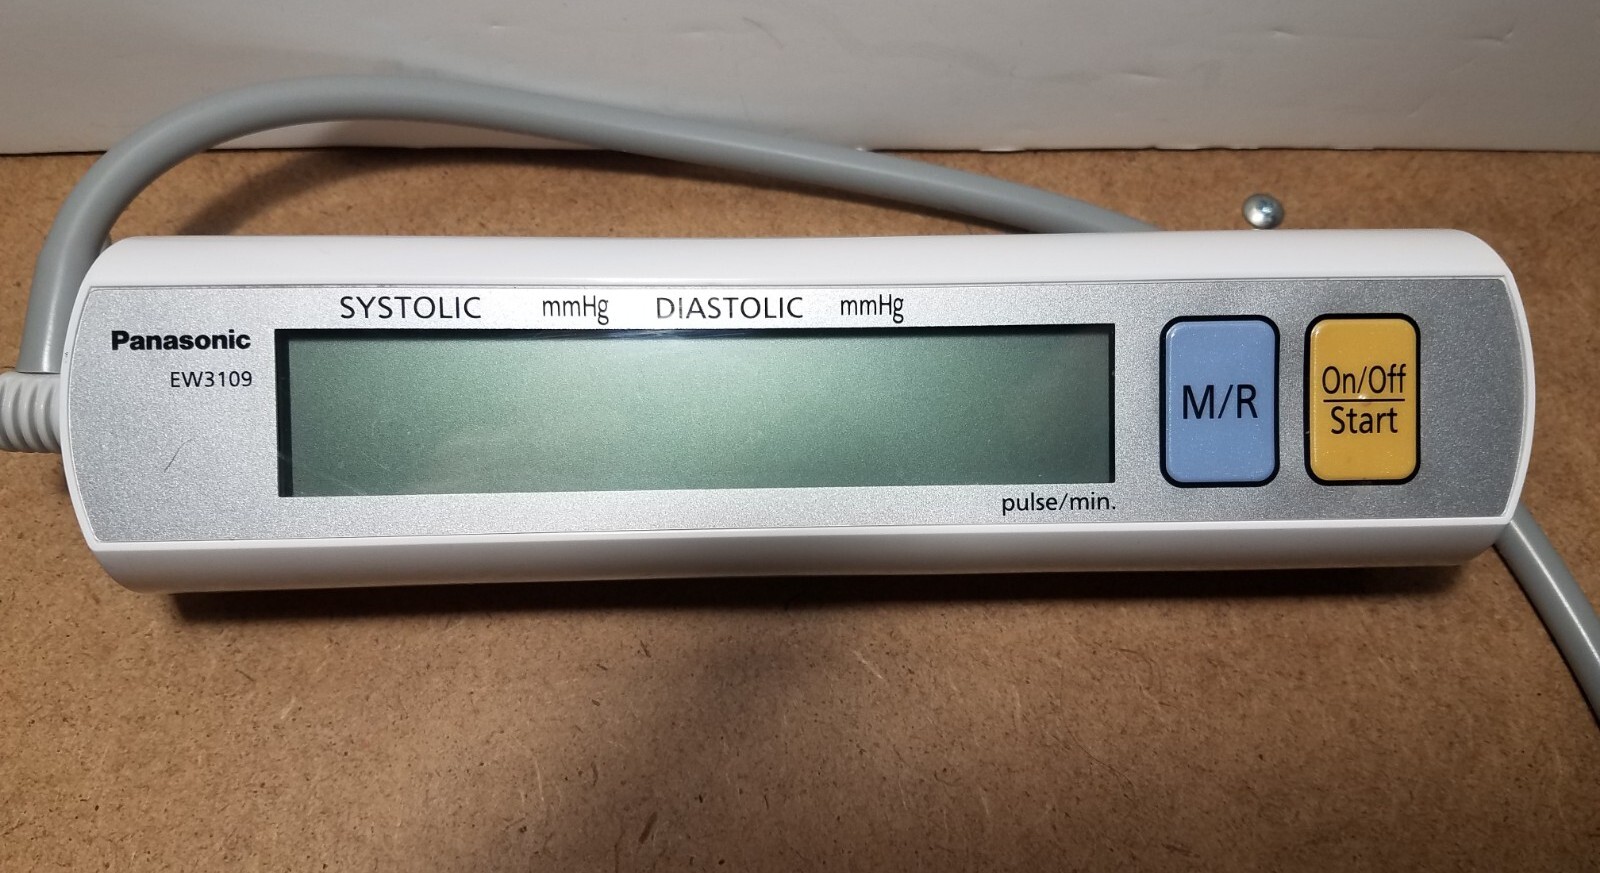 SYSTOLIC mmHg DIASTOLIC mmHg
Panasonic
EW3109
M/R
On/Off
Start
pulse/min.